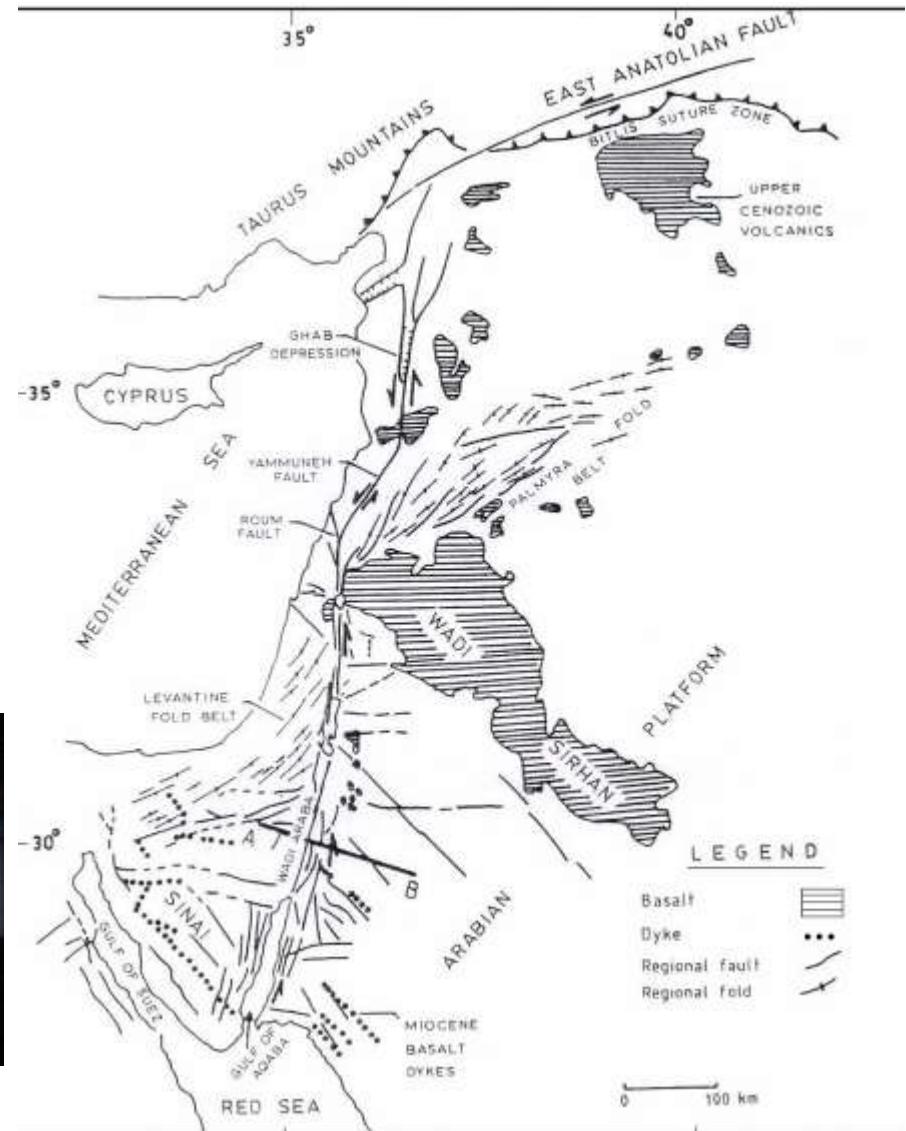 35°
40°
EAST ANATOLIAN FAULT
BITLIS SUTURE ZONE
TAURUS MOUNTAINS
UPPER
CENOZOIC
VOLCANICS
GHAB
DEPRESSION
35°
CYPRUS
MEDITERRANEAN SEA
YAMMUNEH
FAULT
PALMYRA FOLD
BELT
ROUM
FAULT
WADI
SIRHAN
LEVANTINE
FOLD BELT
ARABIAN PLATFORM
30°
A
B
WADI ARABA
SINAI
GULF OF SUEZ
GULF OF
AQABA
RED SEA
MIOCENE
BASALT
DYKES
LEGEND
Basalt
Dyke
Regional fault
Regional fold
0 100 km